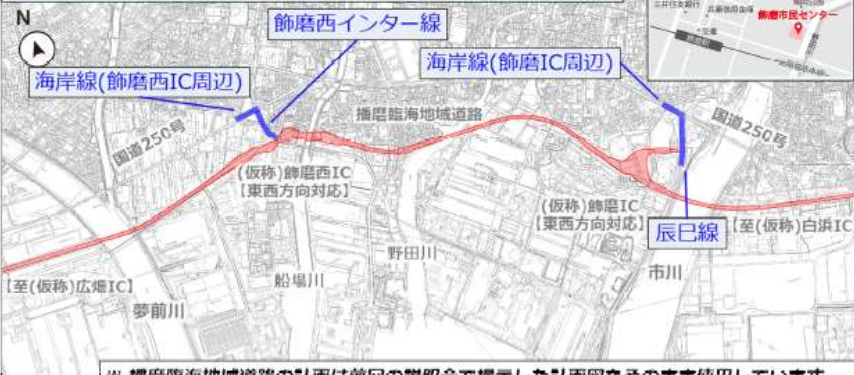 N
飾磨西インター線
海岸線(飾磨西IC周辺)
海岸線(飾磨IC周辺)
飾磨市民センター
国道250号
播磨臨海地域道路
国道250号
(仮称)飾磨西IC
【東西方向対応】
(仮称)飾磨IC
【東西方向対応】
辰巳線
【至(仮称)白浜IC】
【至(仮称)広畑IC】
夢前川
船場川
野田川
市川